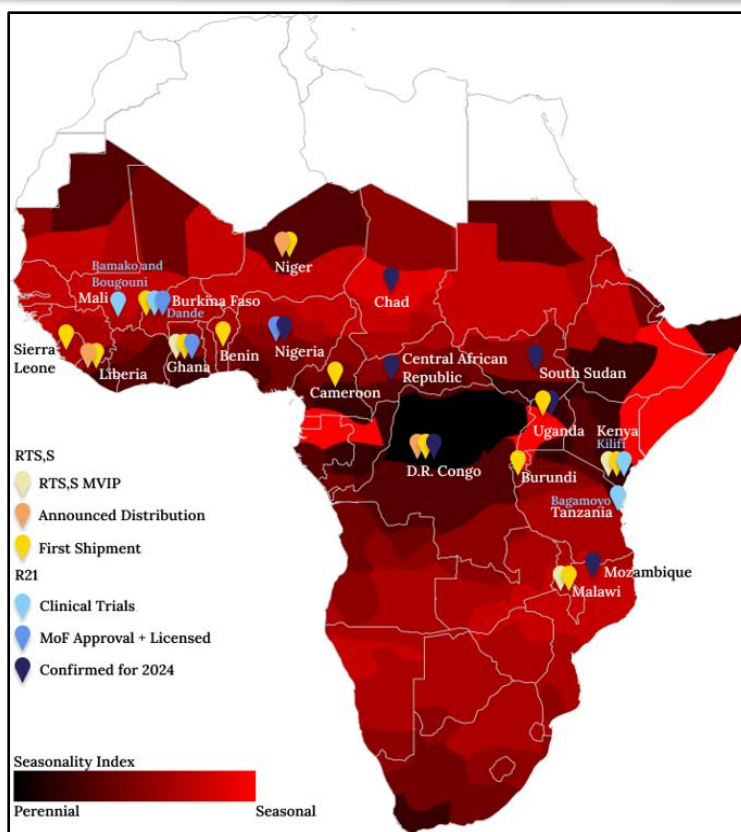 Niger
Chad
Bamako and
Bougouni
Mali
Burkina Faso
Dande
Sierra
Leone
Liberia
Ghana
Benin
Nigeria
Cameroon
Central African
Republic
South Sudan
Uganda
Kenya
Kilifi
D.R. Congo
Burundi
Bagamoyo
Tanzania
Mozambique
Malawi
RTS,S
RTS,S MVIP
Announced Distribution
First Shipment
R21
Clinical Trials
MoF Approval + Licensed
Confirmed for 2024
Seasonality Index
Perennial
Seasonal